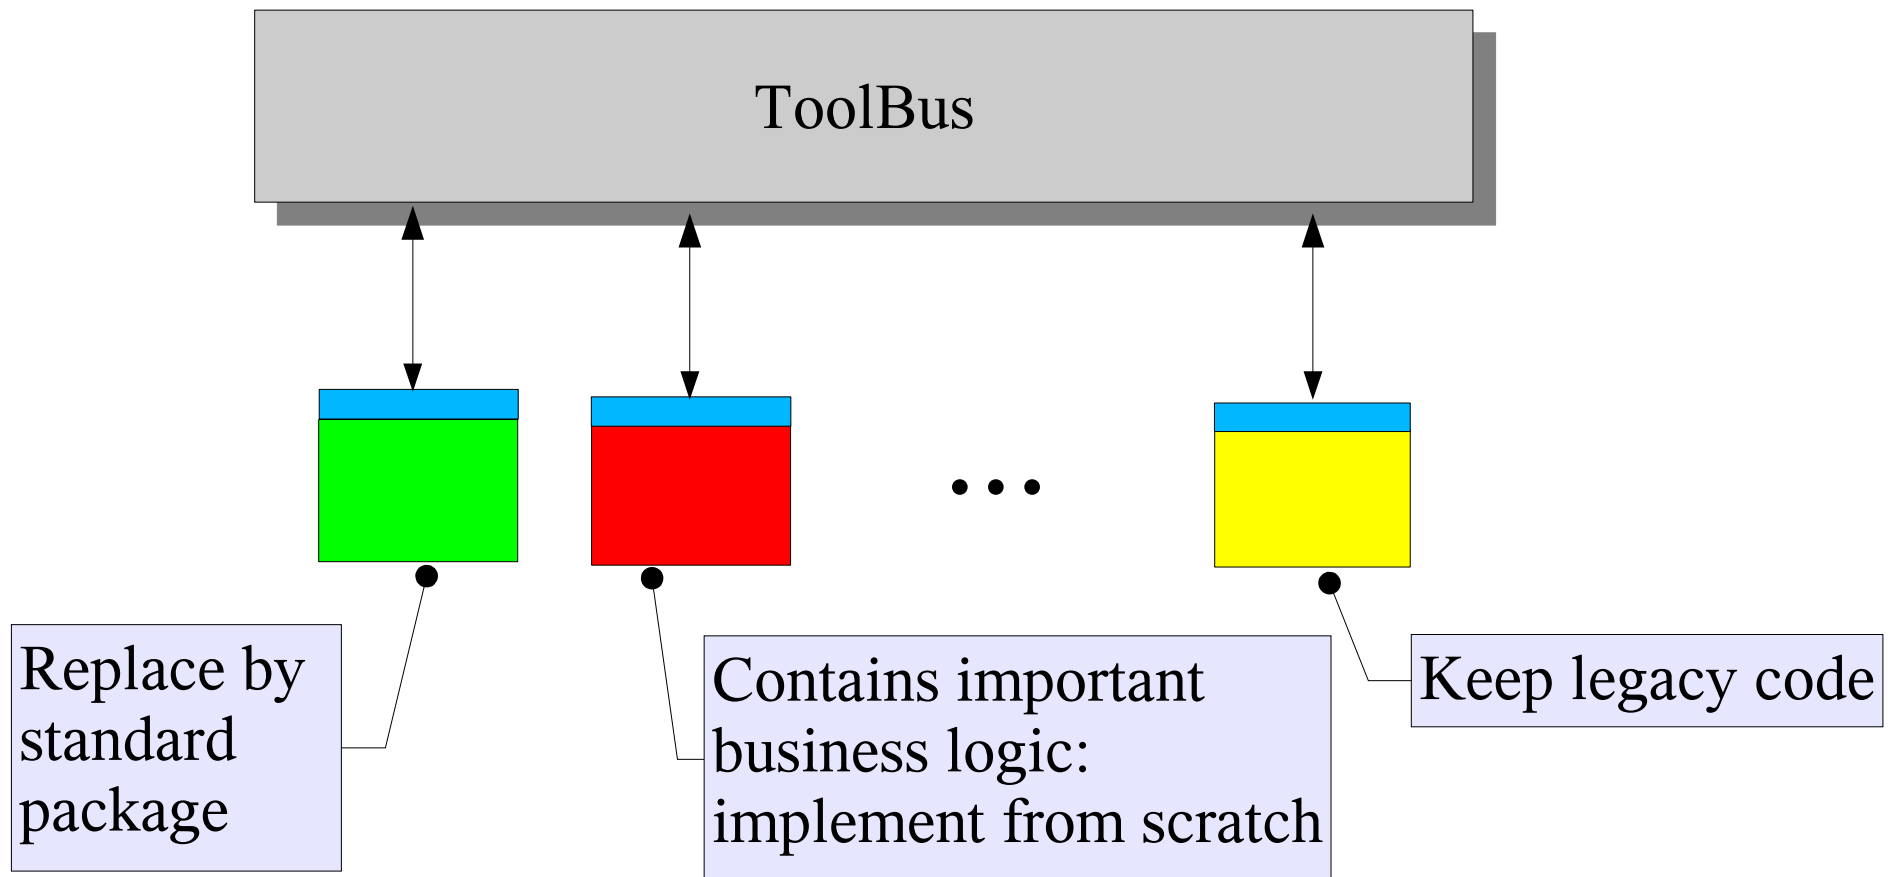 ToolBus
Replace by
standard
package
Contains important
business logic:
implement from scratch
Keep legacy code